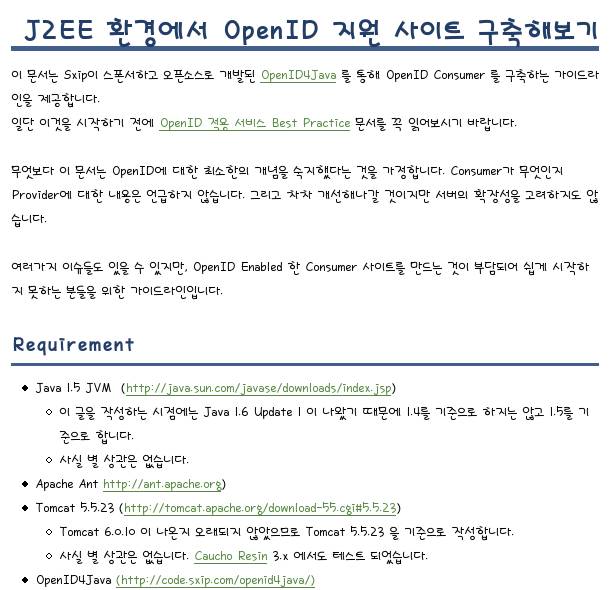 J2EE 환경에서 OpenID 지원 사이트 구축해보기
이 문서는 Sxip이 스폰서하고 오픈소스로 개발된 OpenID4Java 를 통해 OpenID Consumer 를 구축하는 가이드라
인을 제공합니다.
일단 이것을 시작하기 전에 OpenID 적용 서비스 Best Practice 문서를 꼭 읽어보시기 바랍니다.
무엇보다 이 문서는 OpenID에 대한 최소한의 개념을 숙지했다는 것을 가정합니다. Consumer가 무엇인지
Provider에 대한 내용은 언급하지 않습니다. 그리고 차차 개선해나갈 것이지만 서버의 확장성을 고려하지도 않
습니다.
여러가지 이슈들도 있을 수 있지만, OpenID Enabled 한 Consumer 사이트를 만드는 것이 부담되어 쉽게 시작하
지 못하는 분들을 위한 가이드라인입니다.
Requirement
Java 1.5 JVM (http://java.sun.com/javase/downloads/index.jsp)
이 글을 작성하는 시점에는 Java 1.6 Update 1 이 나왔기 때문에 1.4를 기준으로 하지는 않고 1.5를 기
준으로 합니다.
사실 별 상관은 없습니다.
Apache Ant http://ant.apache.org)
Tomcat 5.5.23 (http://tomcat.apache.org/download-55.cgi#5.5.23)
Tomcat 6.0.10 이 나온지 오래되지 않았으므로 Tomcat 5.5.23 을 기준으로 작성합니다.
사실 별 상관은 없습니다. Caucho Resin 3.x 에서도 테스트 되었습니다.
OpenID4Java (http://code.sxip.com/openid4java/)